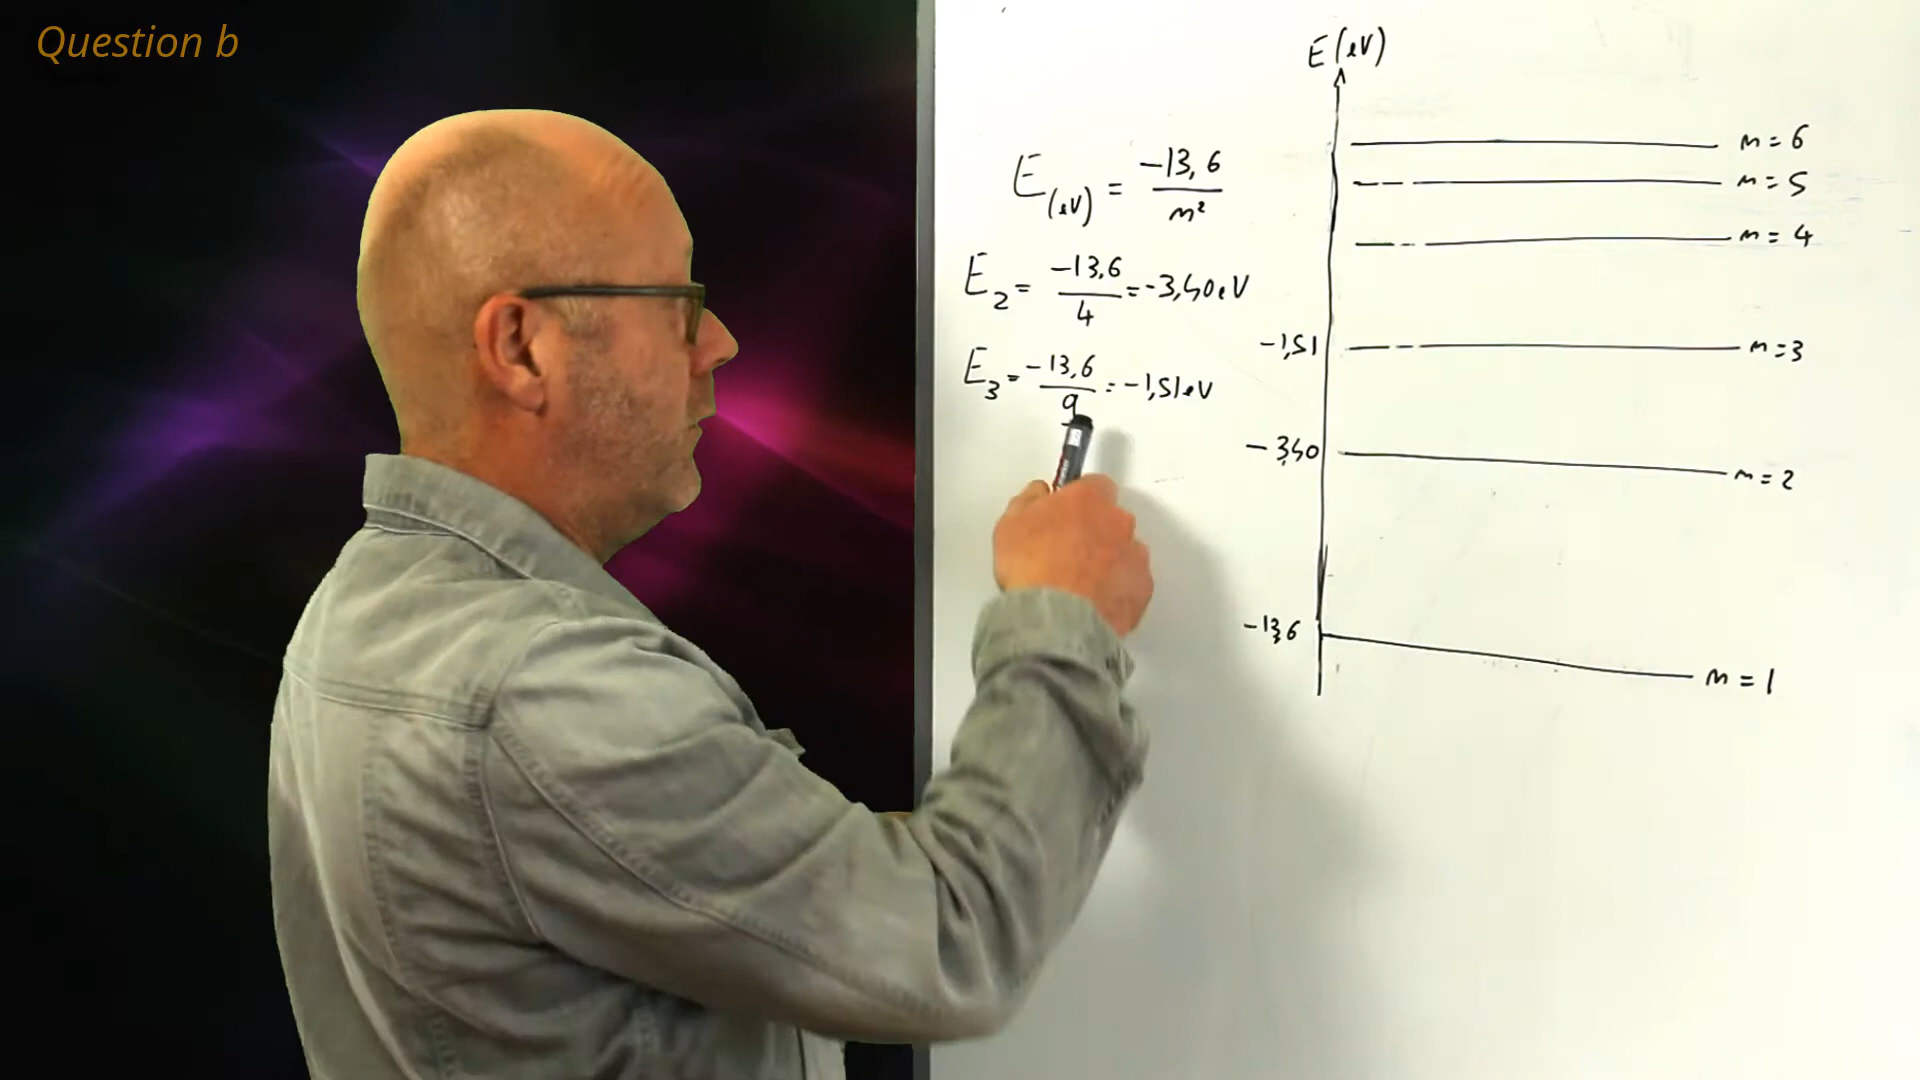 Question b
E(eV) = -13,6 / n²
E2 = -13,6 / 4 = -3,40 eV
E3 = -13,6 / 9 = -1,51 eV
E (eV)
n = 6
n = 5
n = 4
-1,51 n = 3
-3,40 n = 2
-13,6 n = 1